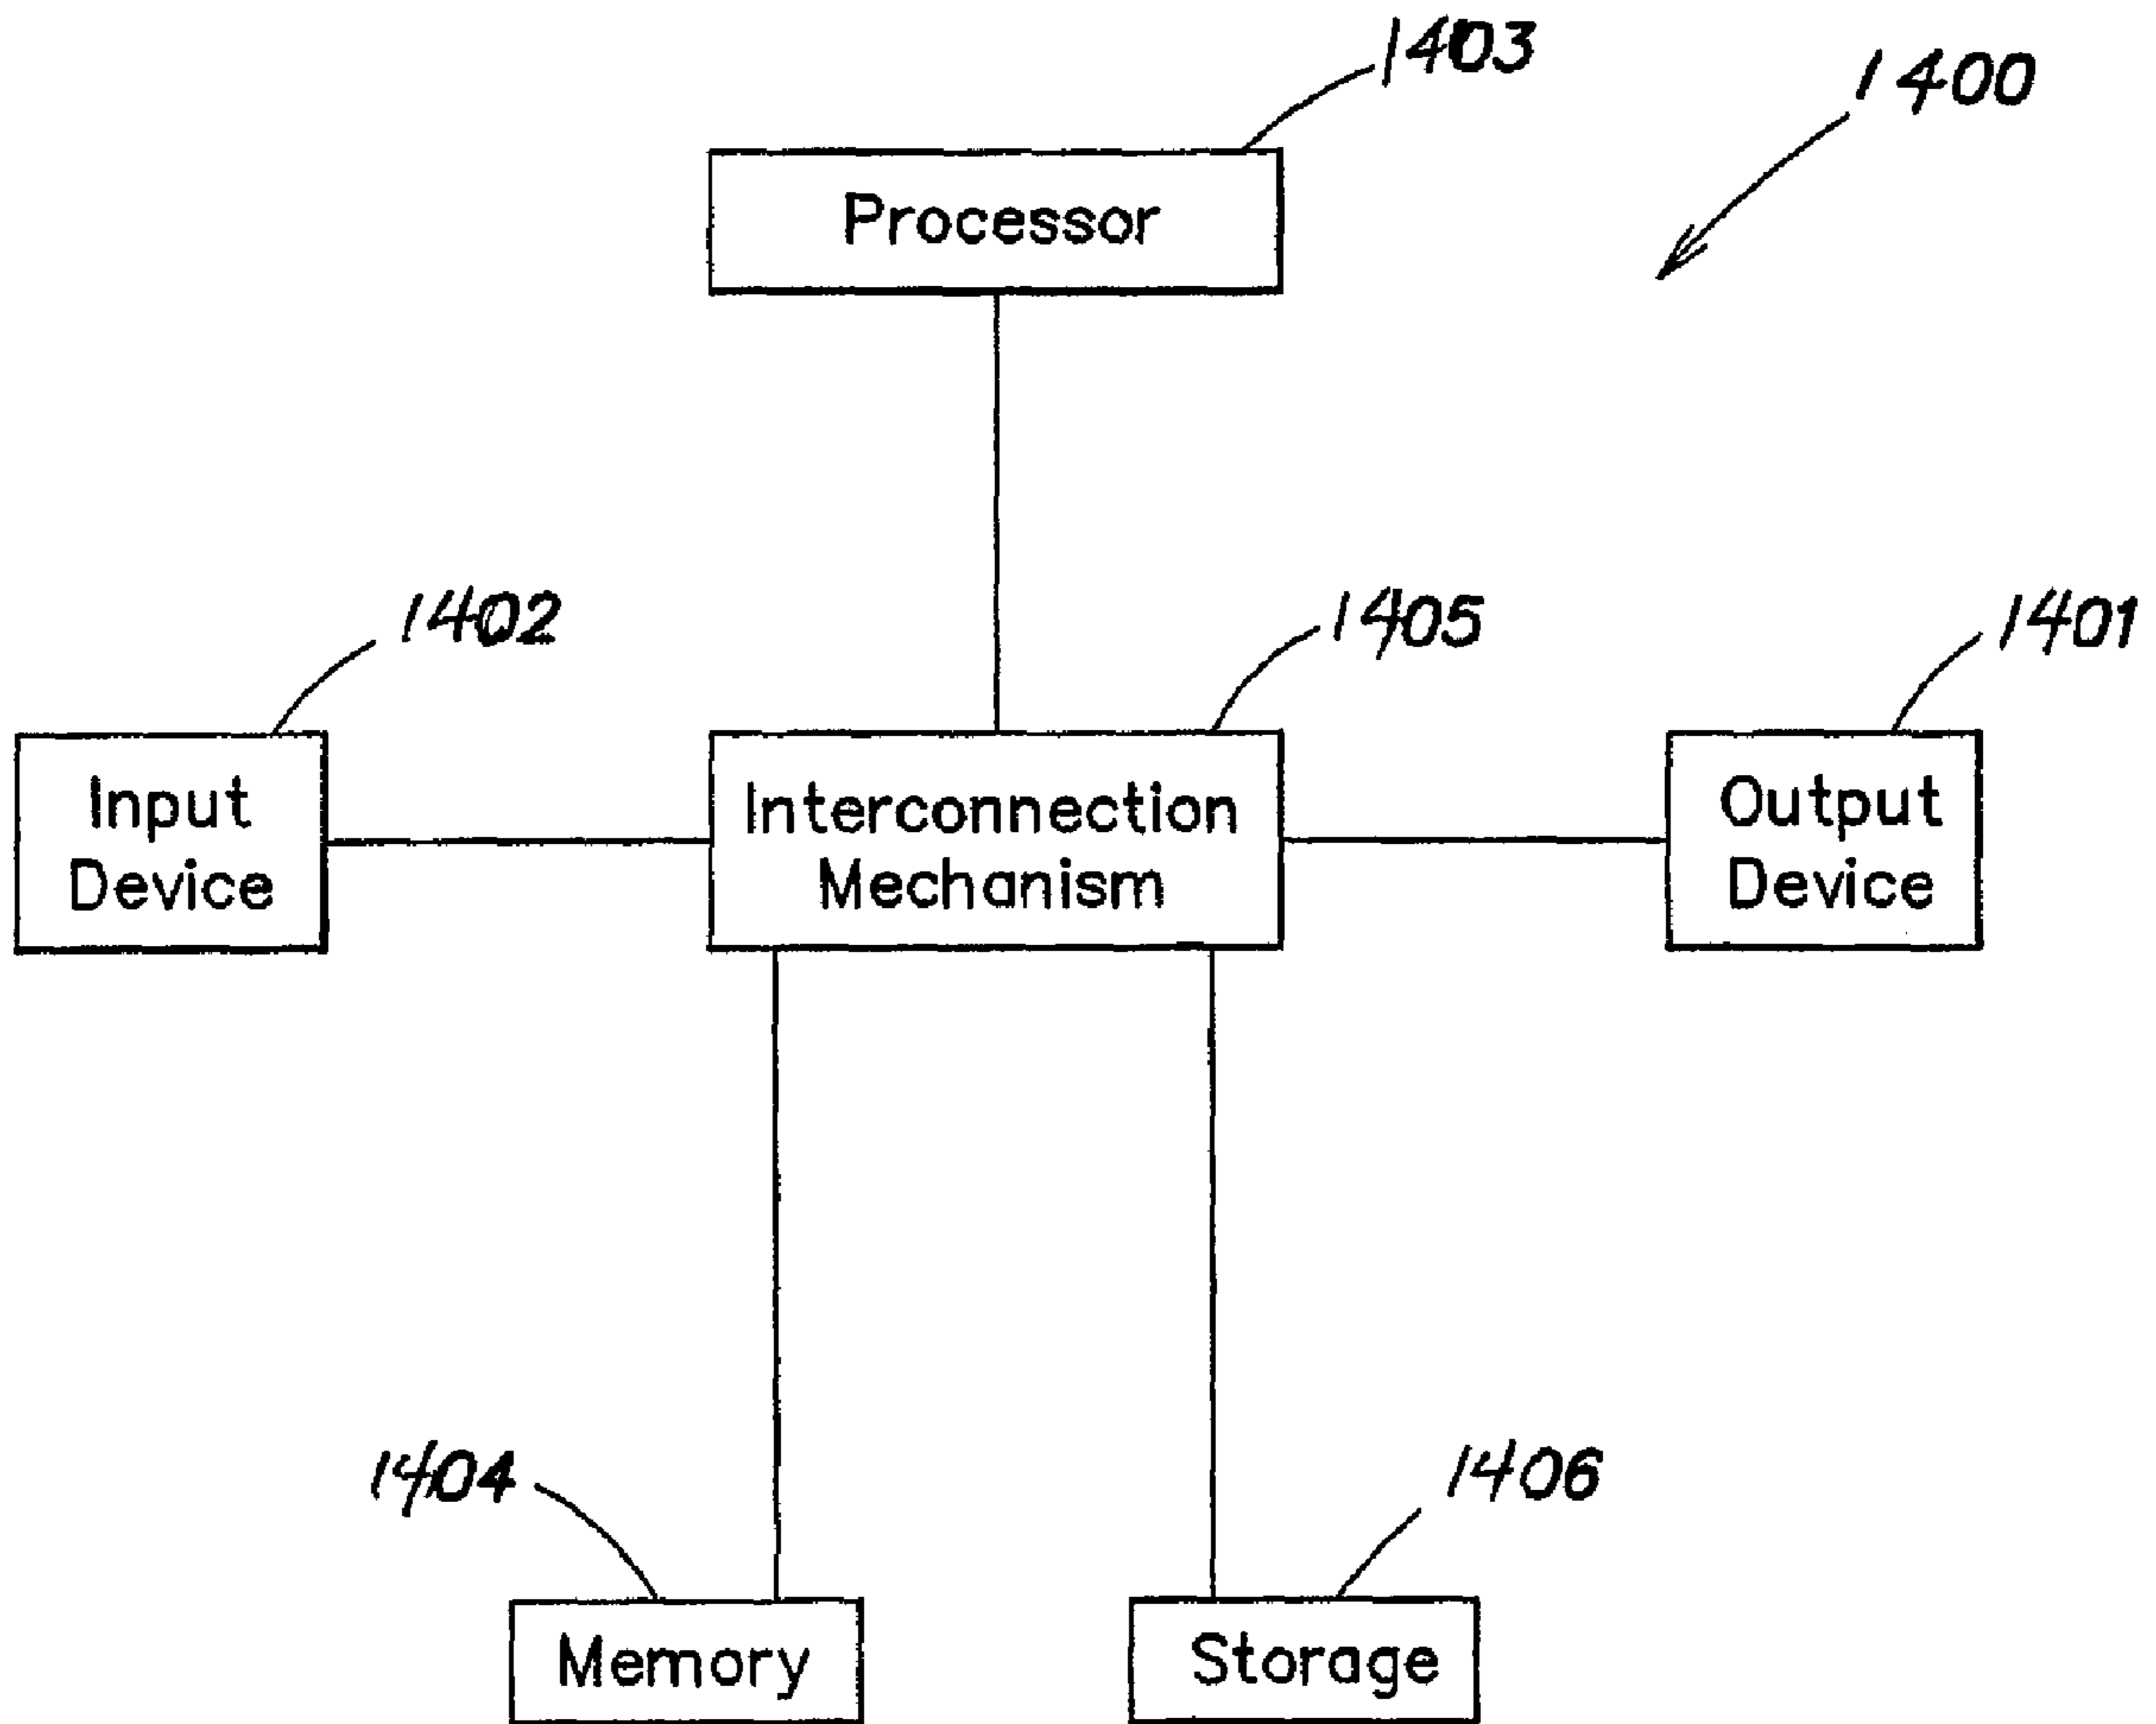 1403
1400
Processor
1402
1405
1401
Input
Device
Interconnection
Mechanism
Output
Device
1404
1406
Memory
Storage